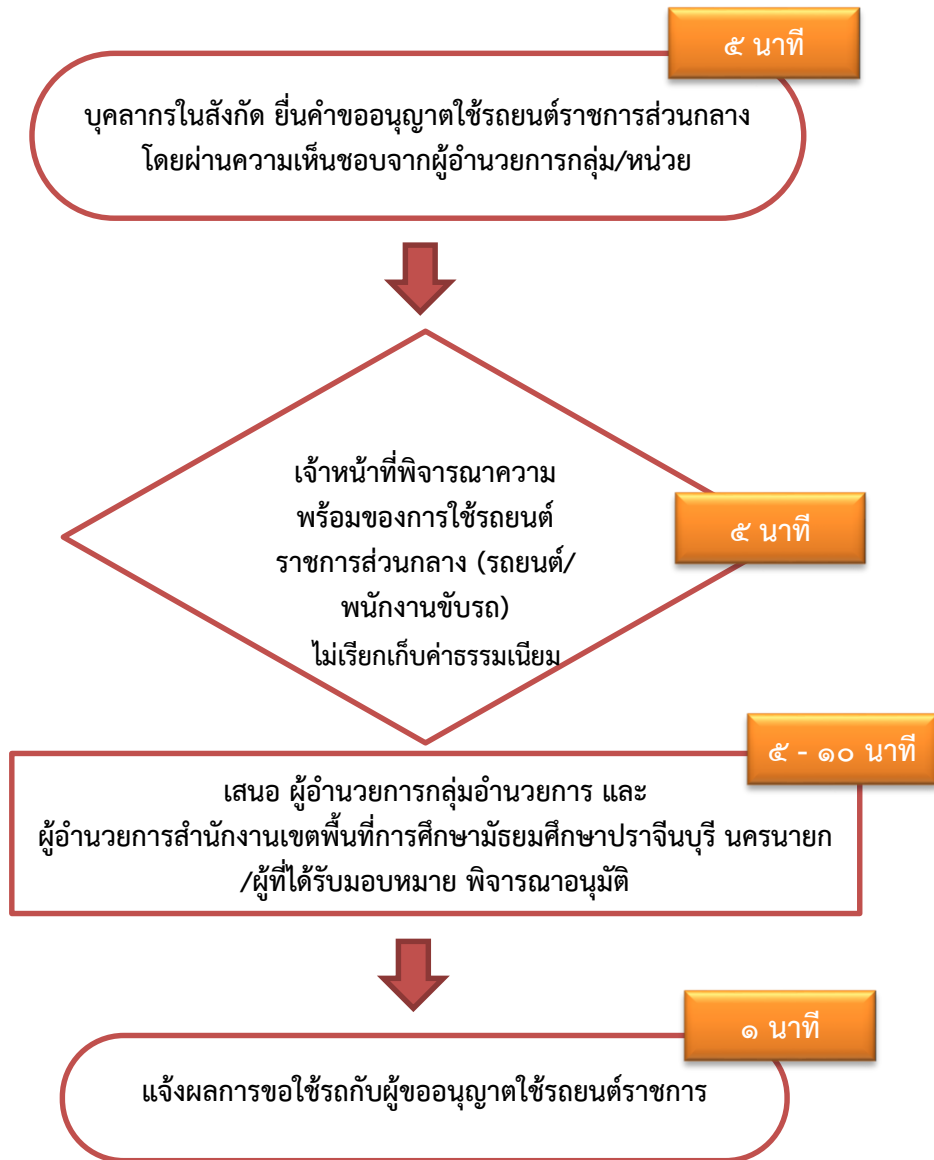 ๕ นาที
บุคลากรในสังกัด ยื่นคำขออนุญาตใช้รถยนต์ราชการส่วนกลาง
โดยผ่านความเห็นชอบจากผู้อำนวยการกลุ่ม/หน่วย
เจ้าหน้าที่พิจารณาความ
พร้อมของการใช้รถยนต์
ราชการส่วนกลาง (รถยนต์/
พนักงานขับรถ)
ไม่เรียกเก็บค่าธรรมเนียม
๕ นาที
๕ - ๑๐ นาที
เสนอ ผู้อำนวยการกลุ่มอำนวยการ และ
ผู้อำนวยการสำนักงานเขตพื้นที่การศึกษามัธยมศึกษาปราจีนบุรี นครนายก
/ผู้ที่ได้รับมอบหมาย พิจารณาอนุมัติ
๑ นาที
แจ้งผลการขอใช้รถกับผู้ขออนุญาตใช้รถยนต์ราชการ